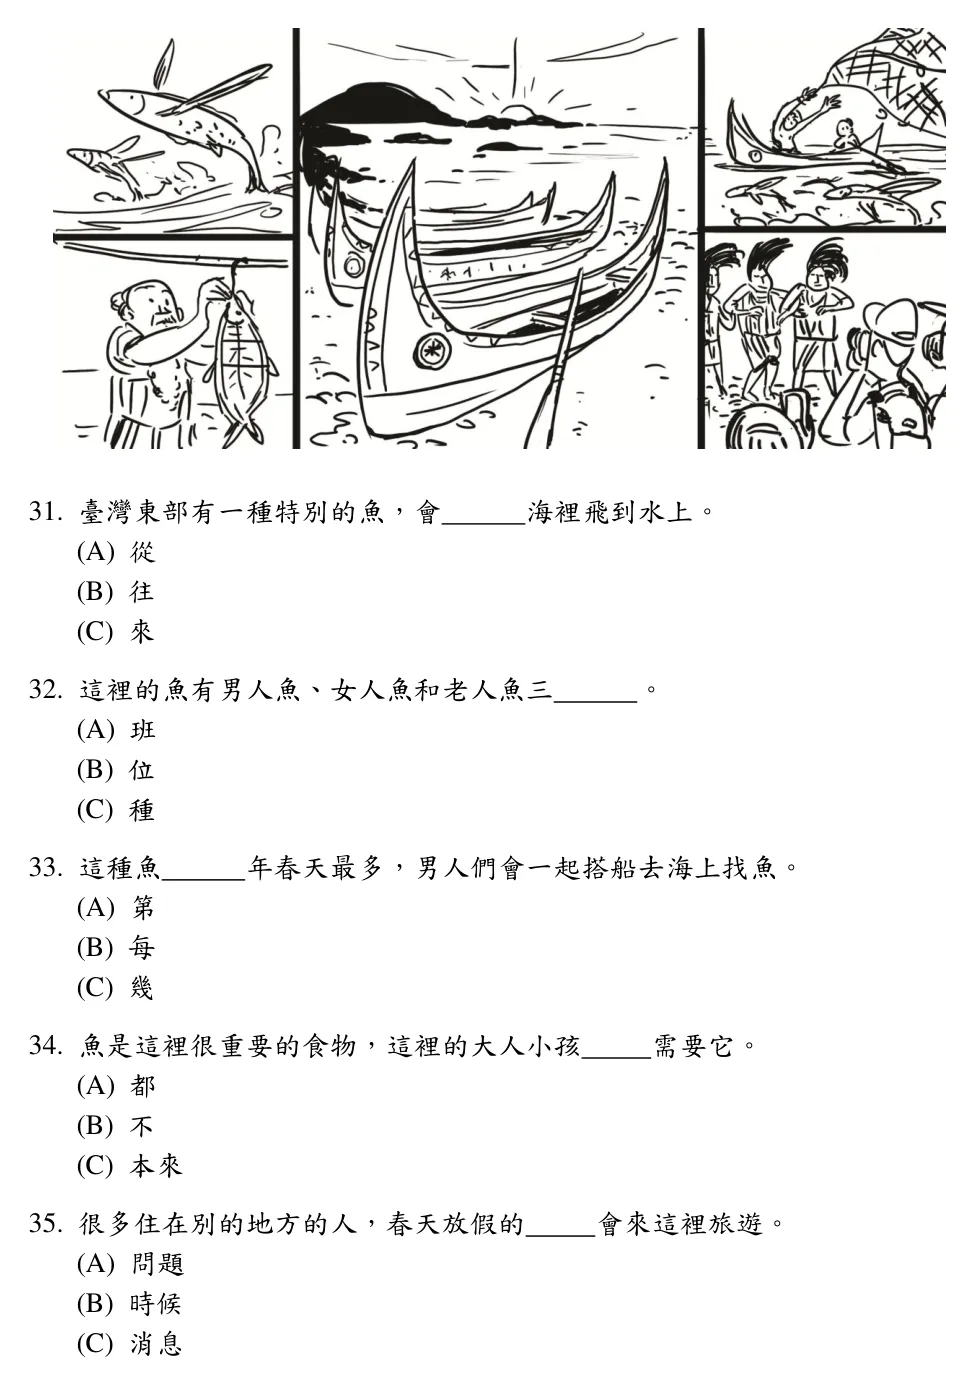 31. 臺灣東部有一種特別的魚，會______海裡飛到水上。
(A) 從
(B) 往
(C) 來
32. 這裡的魚有男人魚、女人魚和老人魚三______。
(A) 班
(B) 位
(C) 種
33. 這種魚______年春天最多，男人們會一起搭船去海上找魚。
(A) 第
(B) 每
(C) 幾
34. 魚是這裡很重要的食物，這裡的大人小孩_____需要它。
(A) 都
(B) 不
(C) 本來
35. 很多住在別的地方的人，春天放假的_____會來這裡旅遊。
(A) 問題
(B) 時候
(C) 消息